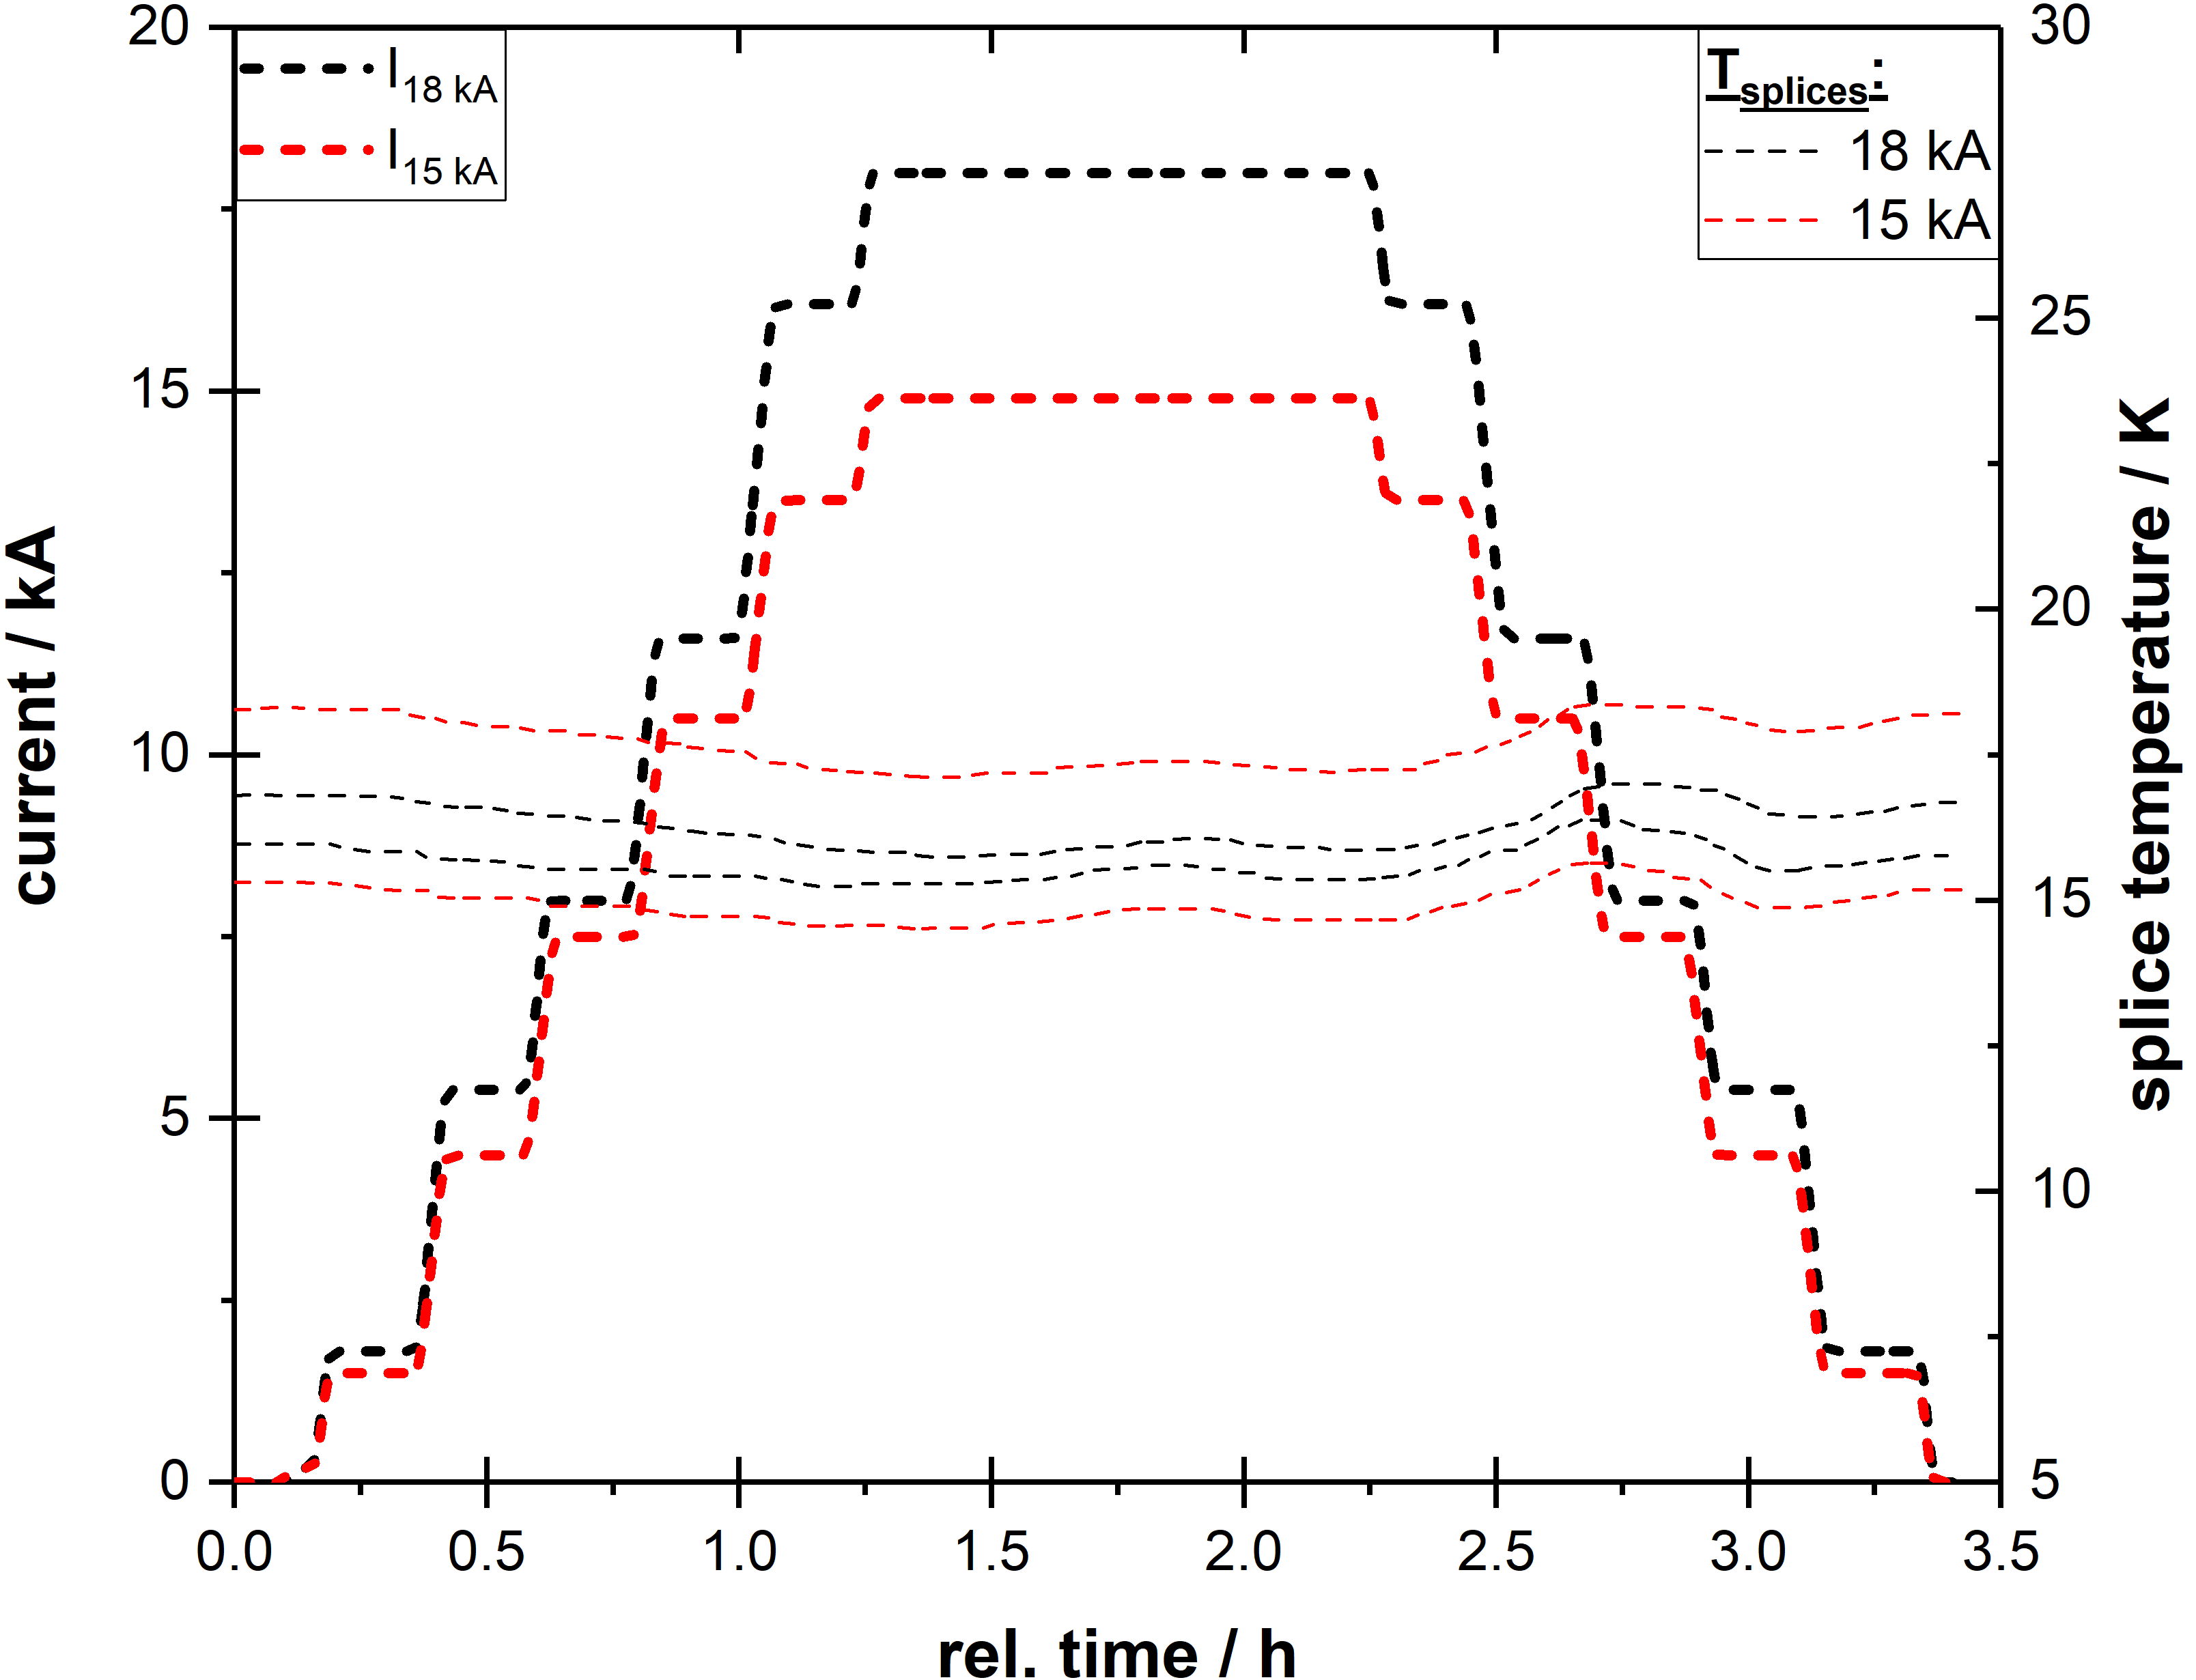 20
15
10
5
0
current / kA
I18 kA
I15 kA
Tsplices:
18 kA
15 kA
30
25
20
15
10
5
splice temperature / K
0.0 0.5 1.0 1.5 2.0 2.5 3.0 3.5
rel. time / h